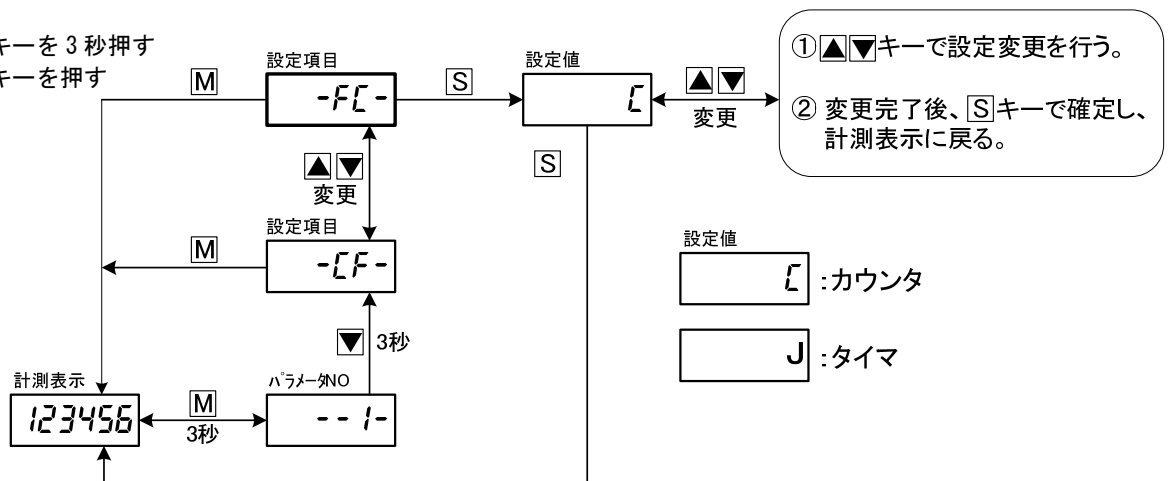 キーを3秒押す
キーを押す
設定項目
M
-FC-
S
設定値
C
▲▼
変更
①▲▼キーで設定変更を行う。
② 変更完了後、Sキーで確定し、
計測表示に戻る。
▲▼
変更
S
設定項目
M
-CF-
設定値
C :カウンタ
▼ 3秒
J :タイマ
計測表示
パラメータNO
123456
M
3秒
--1-